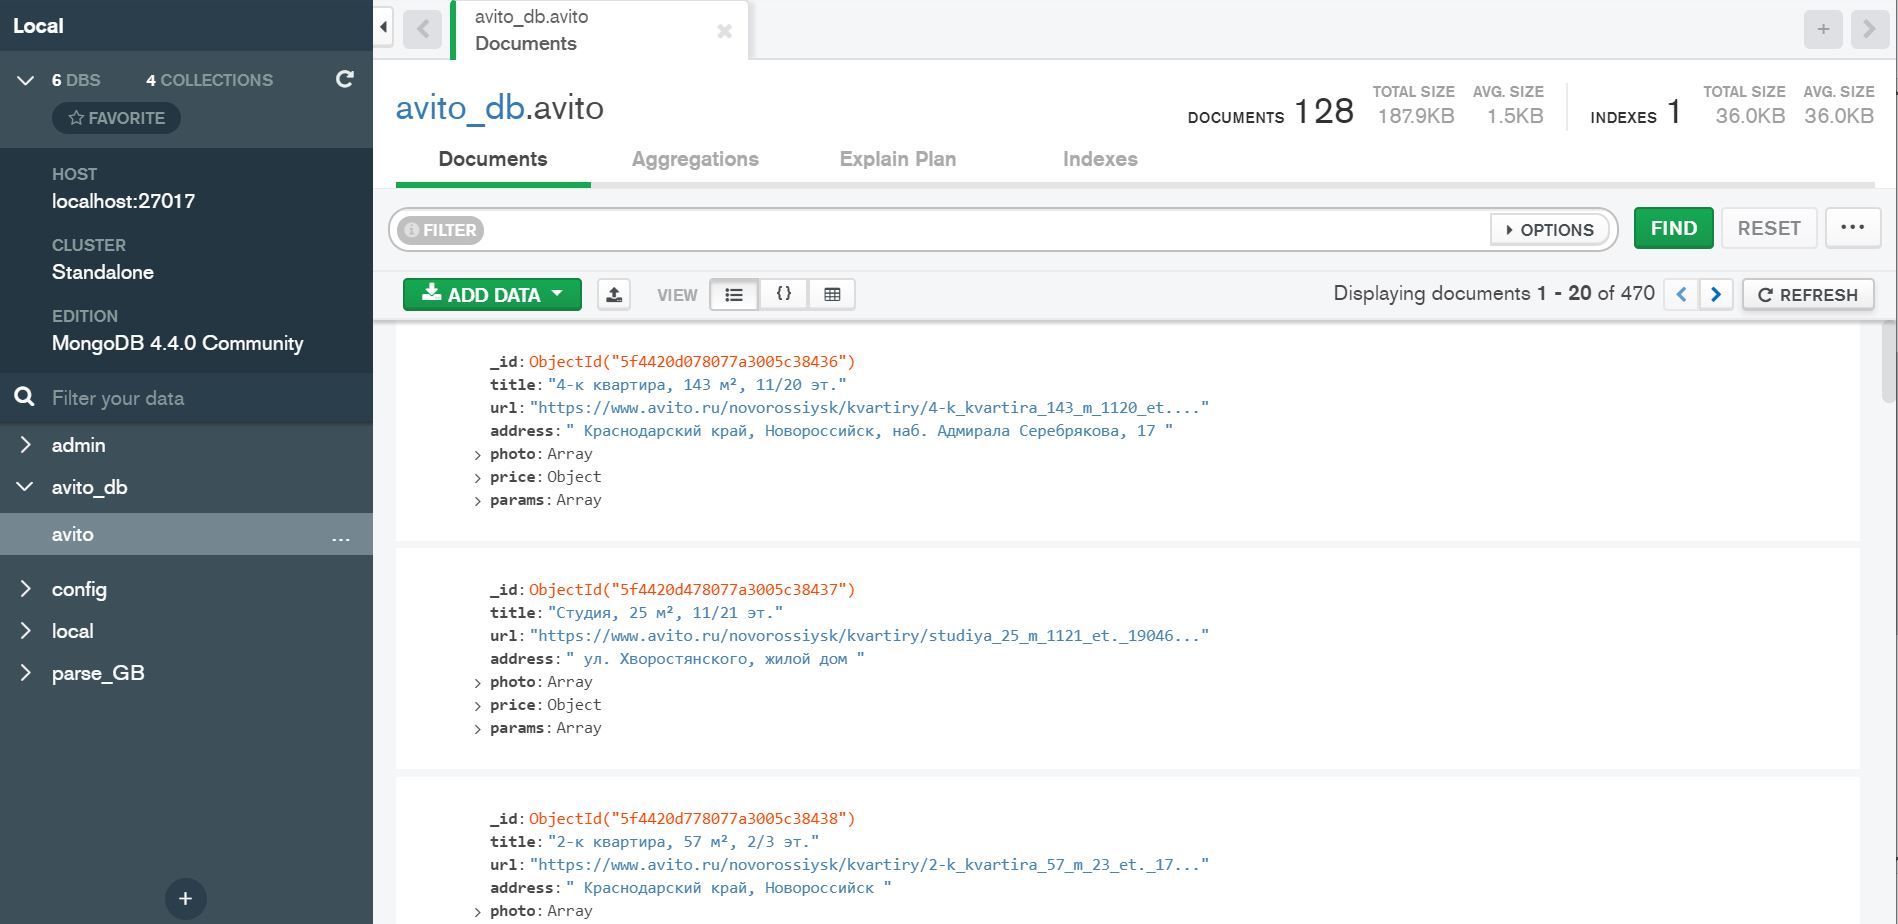 Local
6 DBS 4 COLLECTIONS
FAVORITE
HOST
localhost:27017
CLUSTER
Standalone
EDITION
MongoDB 4.4.0 Community
Filter your data
admin
avito_db
avito ...
config
local
parse_GB
+
avito_db.avito
Documents
+
avito_db.avito
DOCUMENTS 128 TOTAL SIZE 187.9KB AVG. SIZE 1.5KB INDEXES 1 TOTAL SIZE 36.0KB AVG. SIZE 36.0KB
Documents Aggregations Explain Plan Indexes
FILTER OPTIONS FIND RESET ...
ADD DATA VIEW {} Displaying documents 1 - 20 of 470 < > REFRESH
_id: ObjectId("5f4420d078077a3005c38436")
title: "4-к квартира, 143 м², 11/20 эт."
url: "https://www.avito.ru/novorossiysk/kvartiry/4-k_kvartira_143_m_1120_et...."
address: " Краснодарский край, Новороссийск, наб. Адмирала Серебрякова, 17 "
> photo: Array
> price: Object
> params: Array
_id: ObjectId("5f4420d478077a3005c38437")
title: "Студия, 25 м², 11/21 эт."
url: "https://www.avito.ru/novorossiysk/kvartiry/studiya_25_m_1121_et._19046..."
address: " ул. Хворостянского, жилой дом "
> photo: Array
> price: Object
> params: Array
_id: ObjectId("5f4420d778077a3005c38438")
title: "2-к квартира, 57 м², 2/3 эт."
url: "https://www.avito.ru/novorossiysk/kvartiry/2-k_kvartira_57_m_23_et._17..."
address: " Краснодарский край, Новороссийск "
> photo: Array